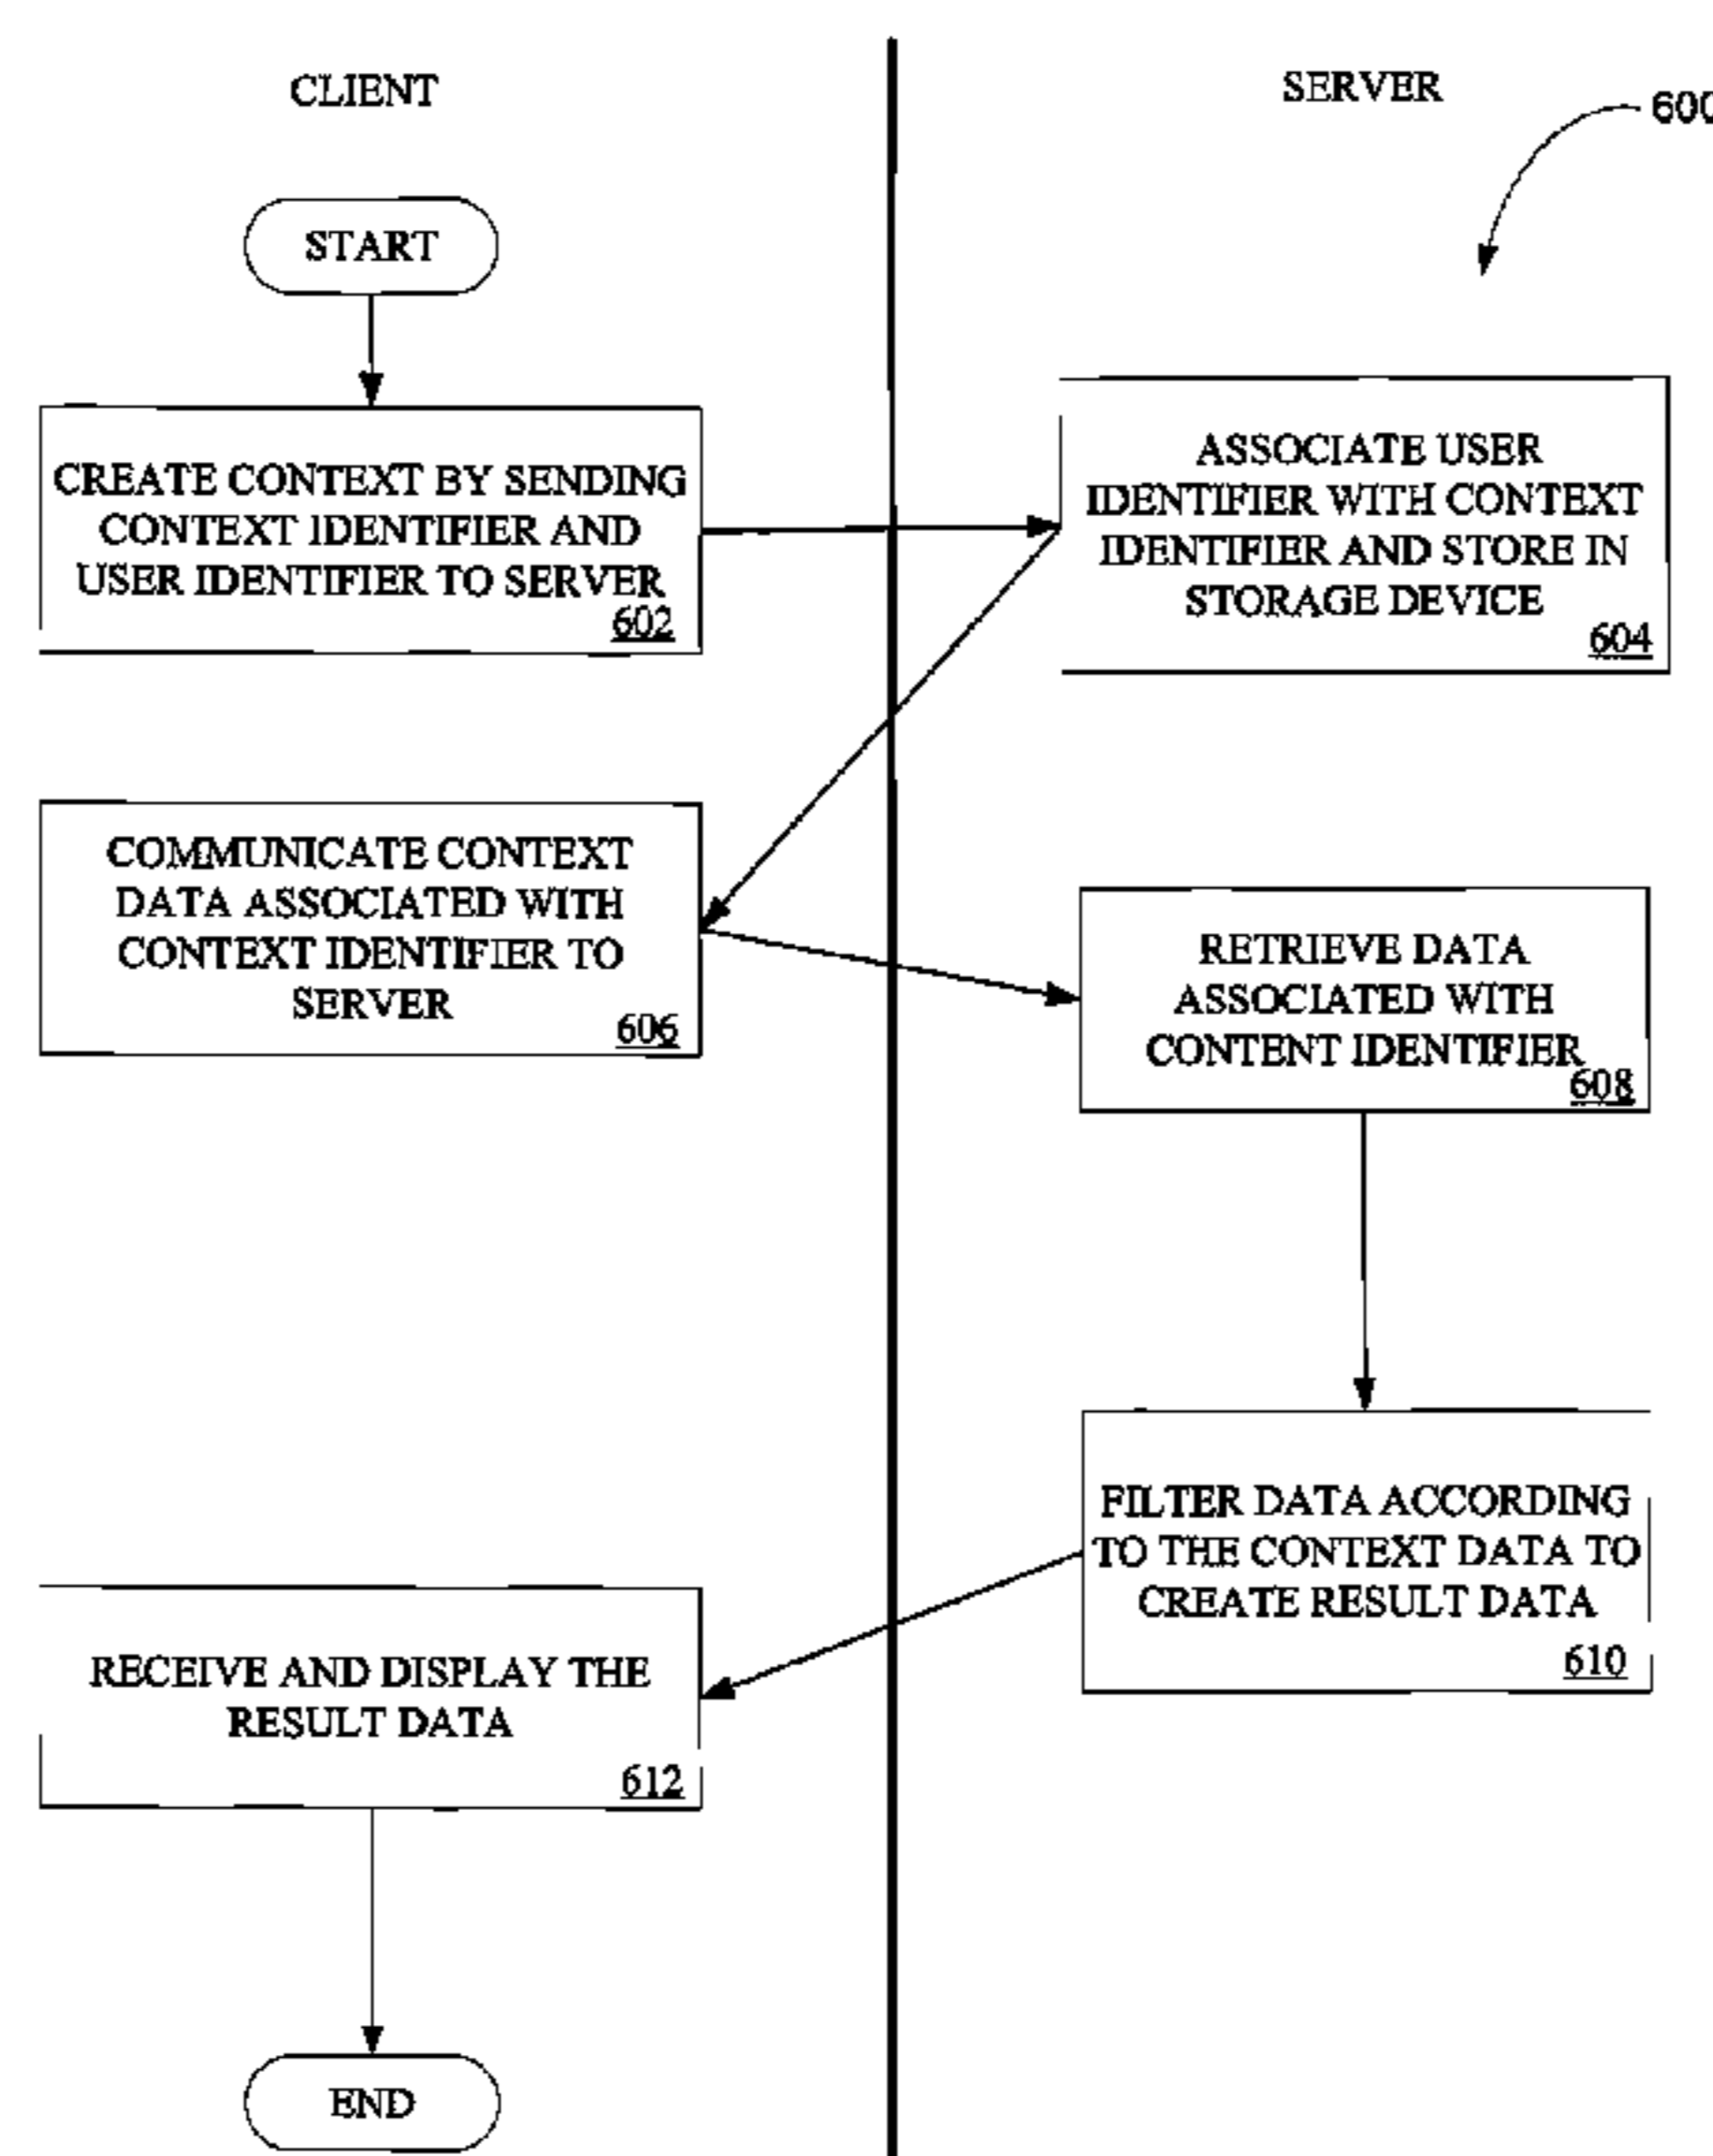 CLIENT
SERVER
600
START
CREATE CONTEXT BY SENDING
CONTEXT IDENTIFIER AND
USER IDENTIFIER TO SERVER
602
ASSOCIATE USER
IDENTIFIER WITH CONTEXT
IDENTIFIER AND STORE IN
STORAGE DEVICE
604
COMMUNICATE CONTEXT
DATA ASSOCIATED WITH
CONTEXT IDENTIFIER TO
SERVER
606
RETRIEVE DATA
ASSOCIATED WITH
CONTENT IDENTIFIER
608
FILTER DATA ACCORDING
TO THE CONTEXT DATA TO
CREATE RESULT DATA
610
RECEIVE AND DISPLAY THE
RESULT DATA
612
END